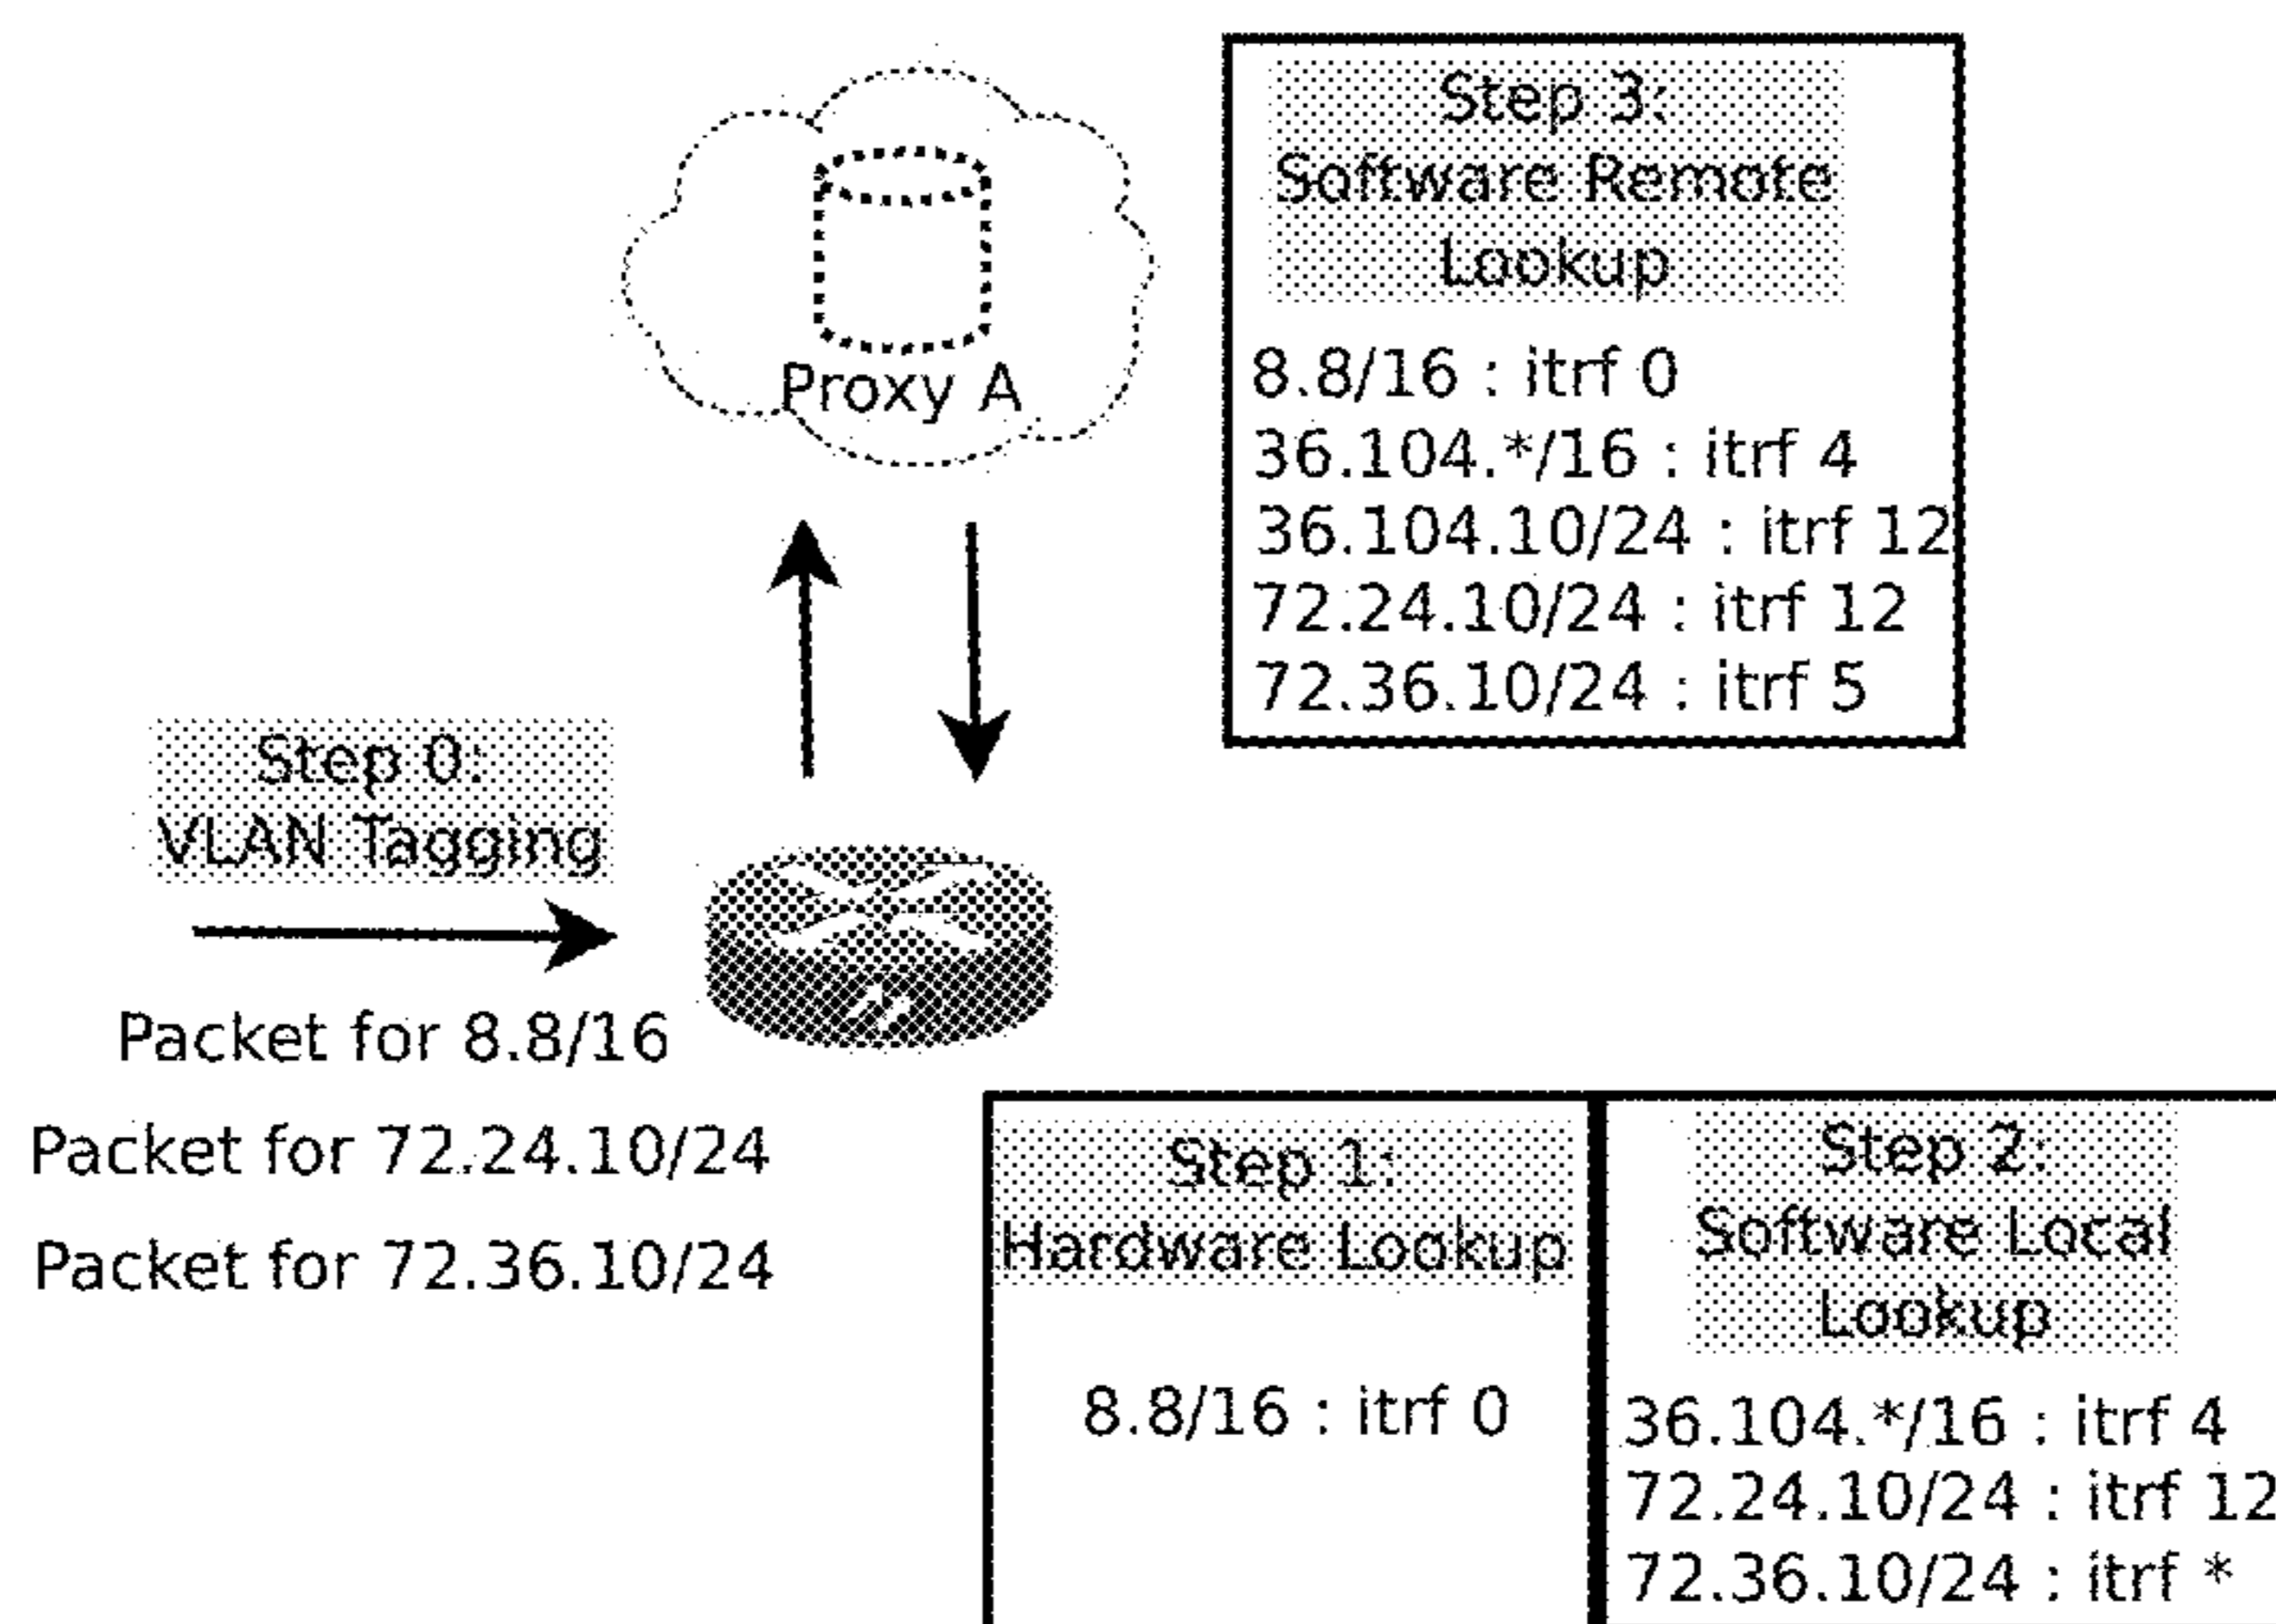 Step 3:
Software Remote
Lookup
8.8/16 : itrf 0
36.104.*/16 : itrf 4
36.104.10/24 : itrf 12
72.24.10/24 : itrf 12
72.36.10/24 : itrf 5
Proxy A
Step 0:
VLAN Tagging
Packet for 8.8/16
Packet for 72.24.10/24
Packet for 72.36.10/24
Step 1:
Hardware Lookup
8.8/16 : itrf 0
Step 2:
Software Local
Lookup
36.104.*/16 : itrf 4
72.24.10/24 : itrf 12
72.36.10/24 : itrf *